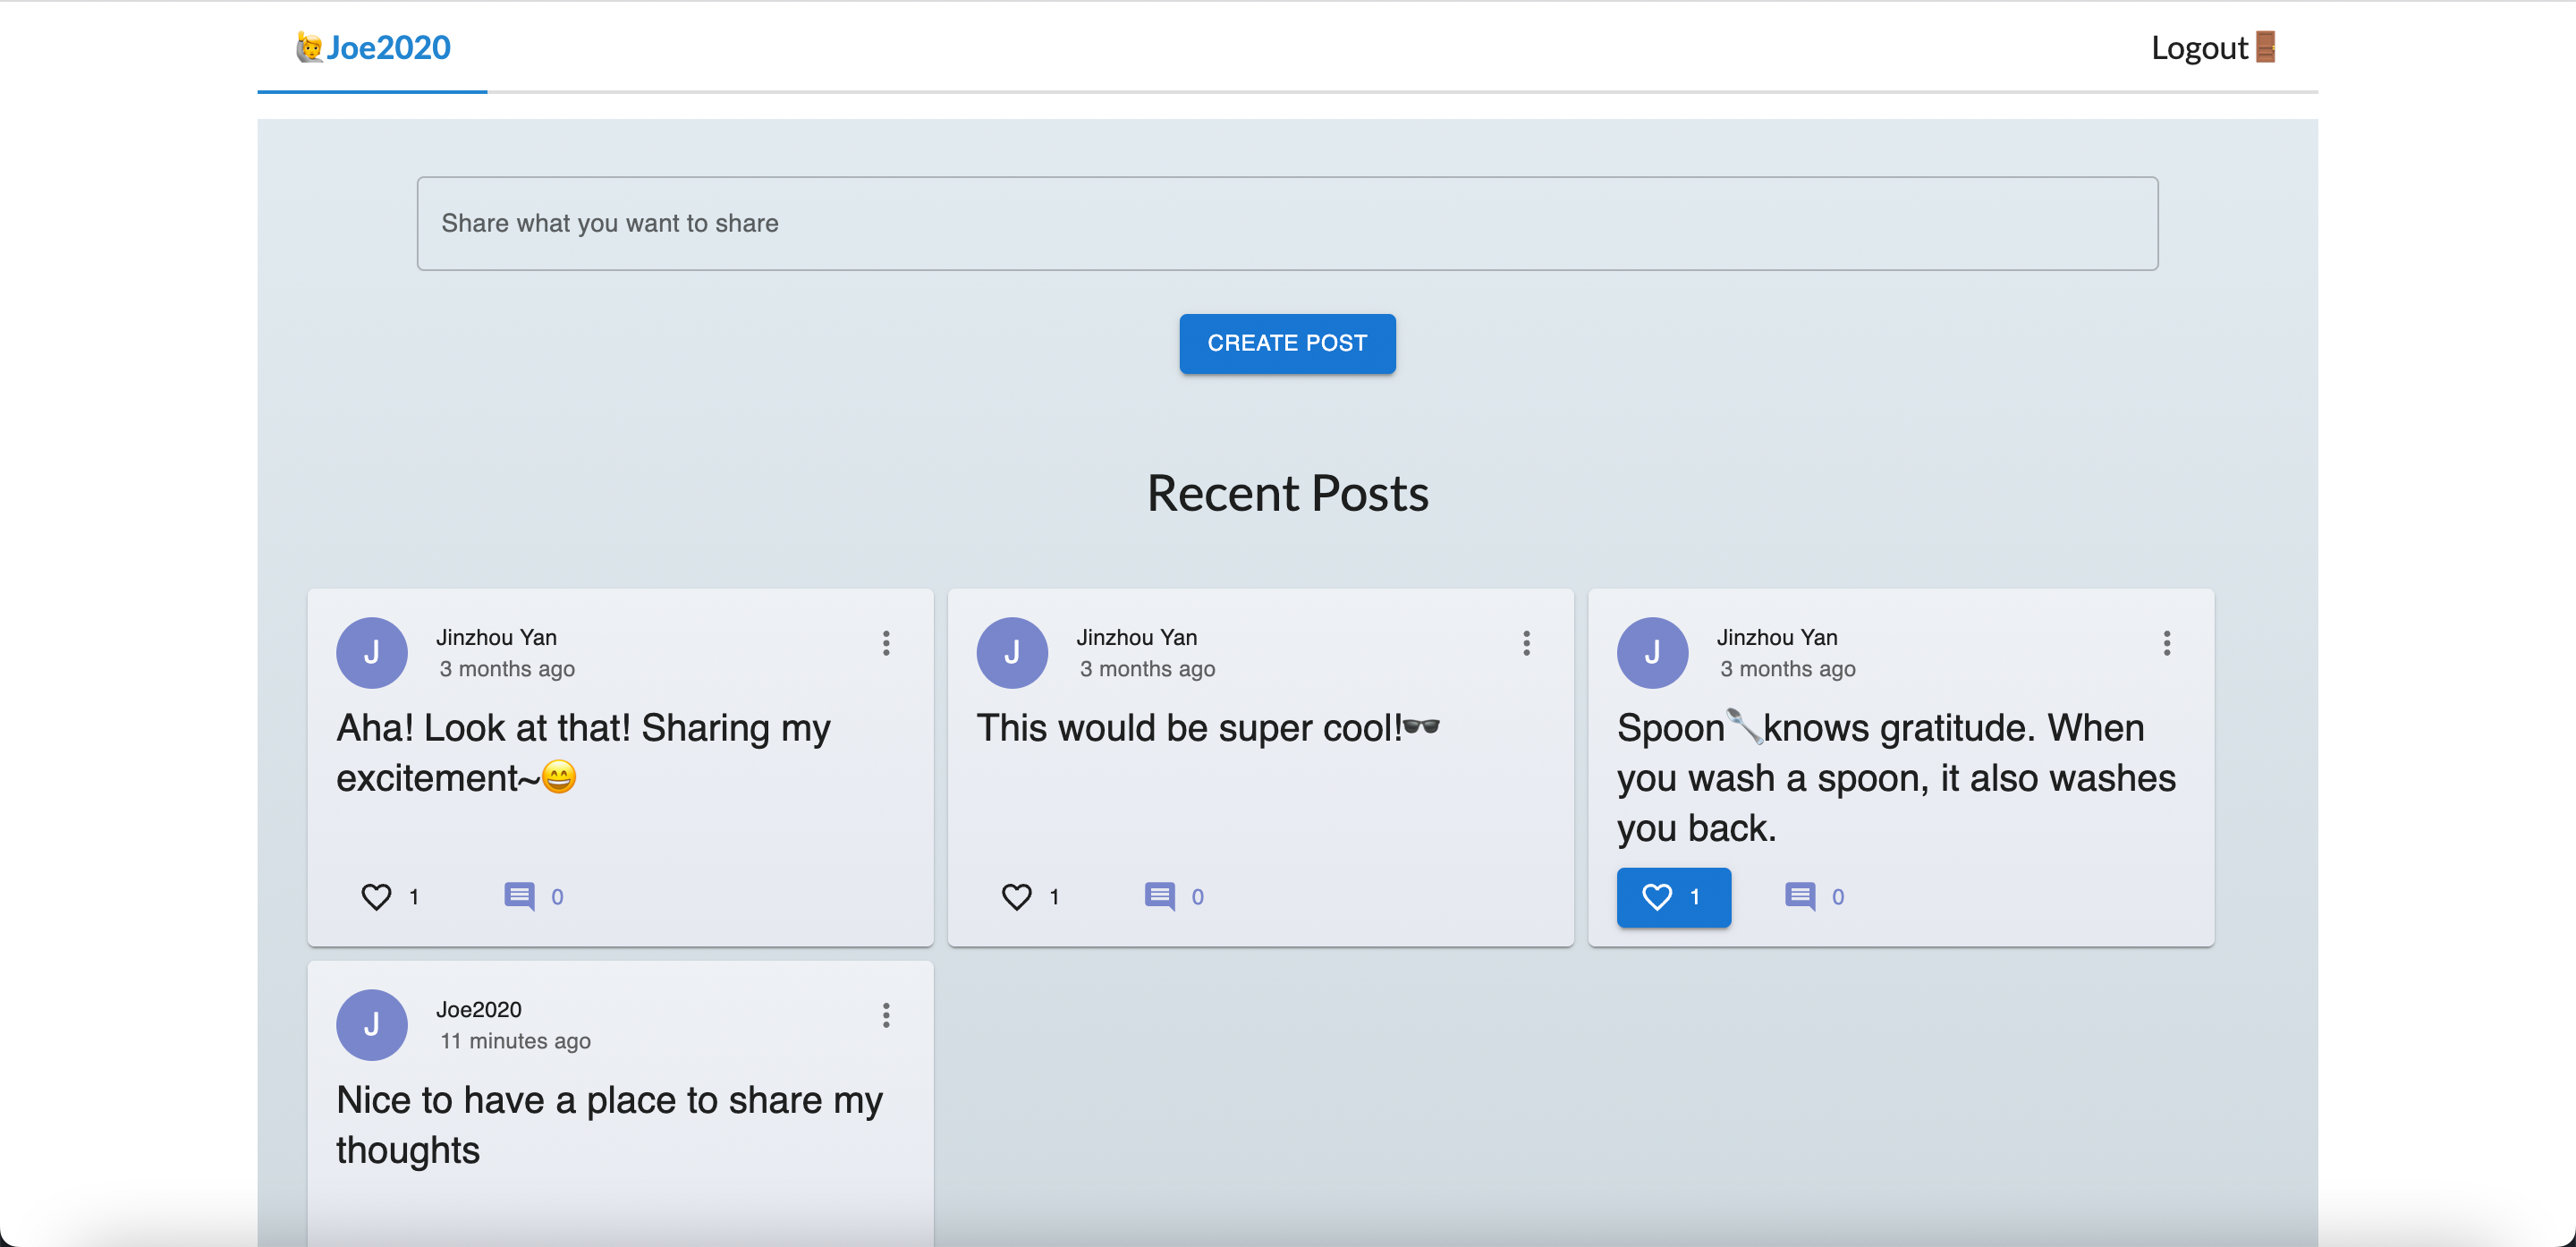 🙋Joe2020
Logout🚪
Share what you want to share
CREATE POST
Recent Posts
J
Jinzhou Yan
3 months ago
Aha! Look at that! Sharing my
excitement~😄
1
0
J
Jinzhou Yan
3 months ago
This would be super cool!🕶️
1
0
J
Jinzhou Yan
3 months ago
Spoon🥄knows gratitude. When
you wash a spoon, it also washes
you back.
1
0
J
Joe2020
11 minutes ago
Nice to have a place to share my
thoughts